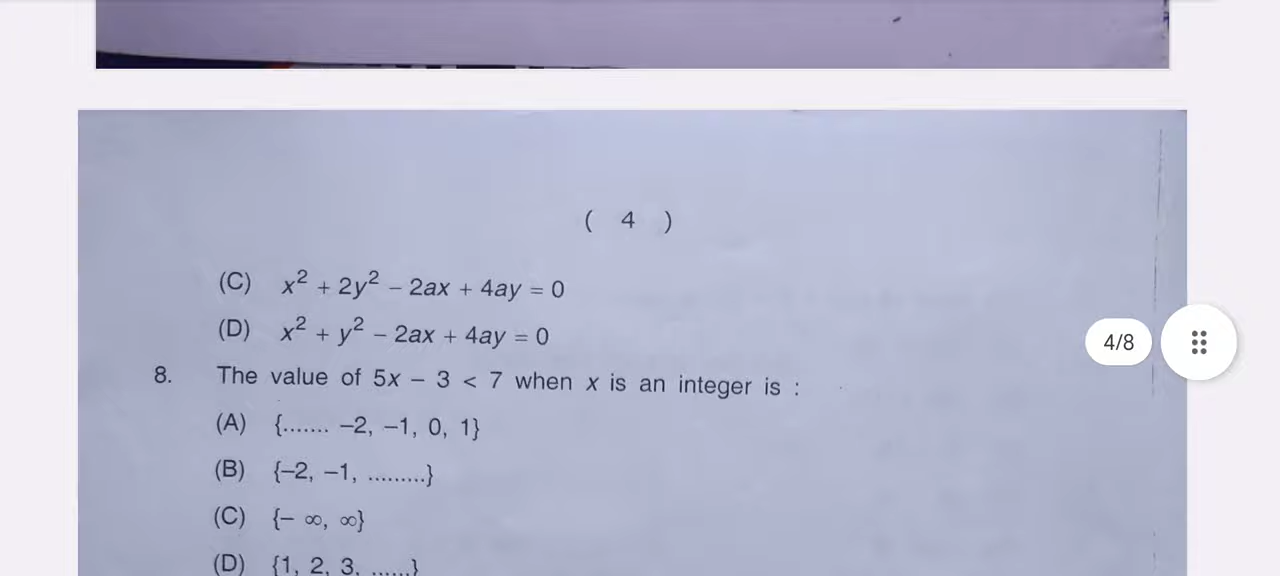 ( 4 )
(C) x² + 2y² – 2ax + 4ay = 0
(D) x² + y² – 2ax + 4ay = 0
4/8
8. The value of 5x – 3 < 7 when x is an integer is :
(A) {....... –2, –1, 0, 1}
(B) {–2, –1, .........}
(C) {– ∞, ∞}
(D) {1, 2, 3, ......}